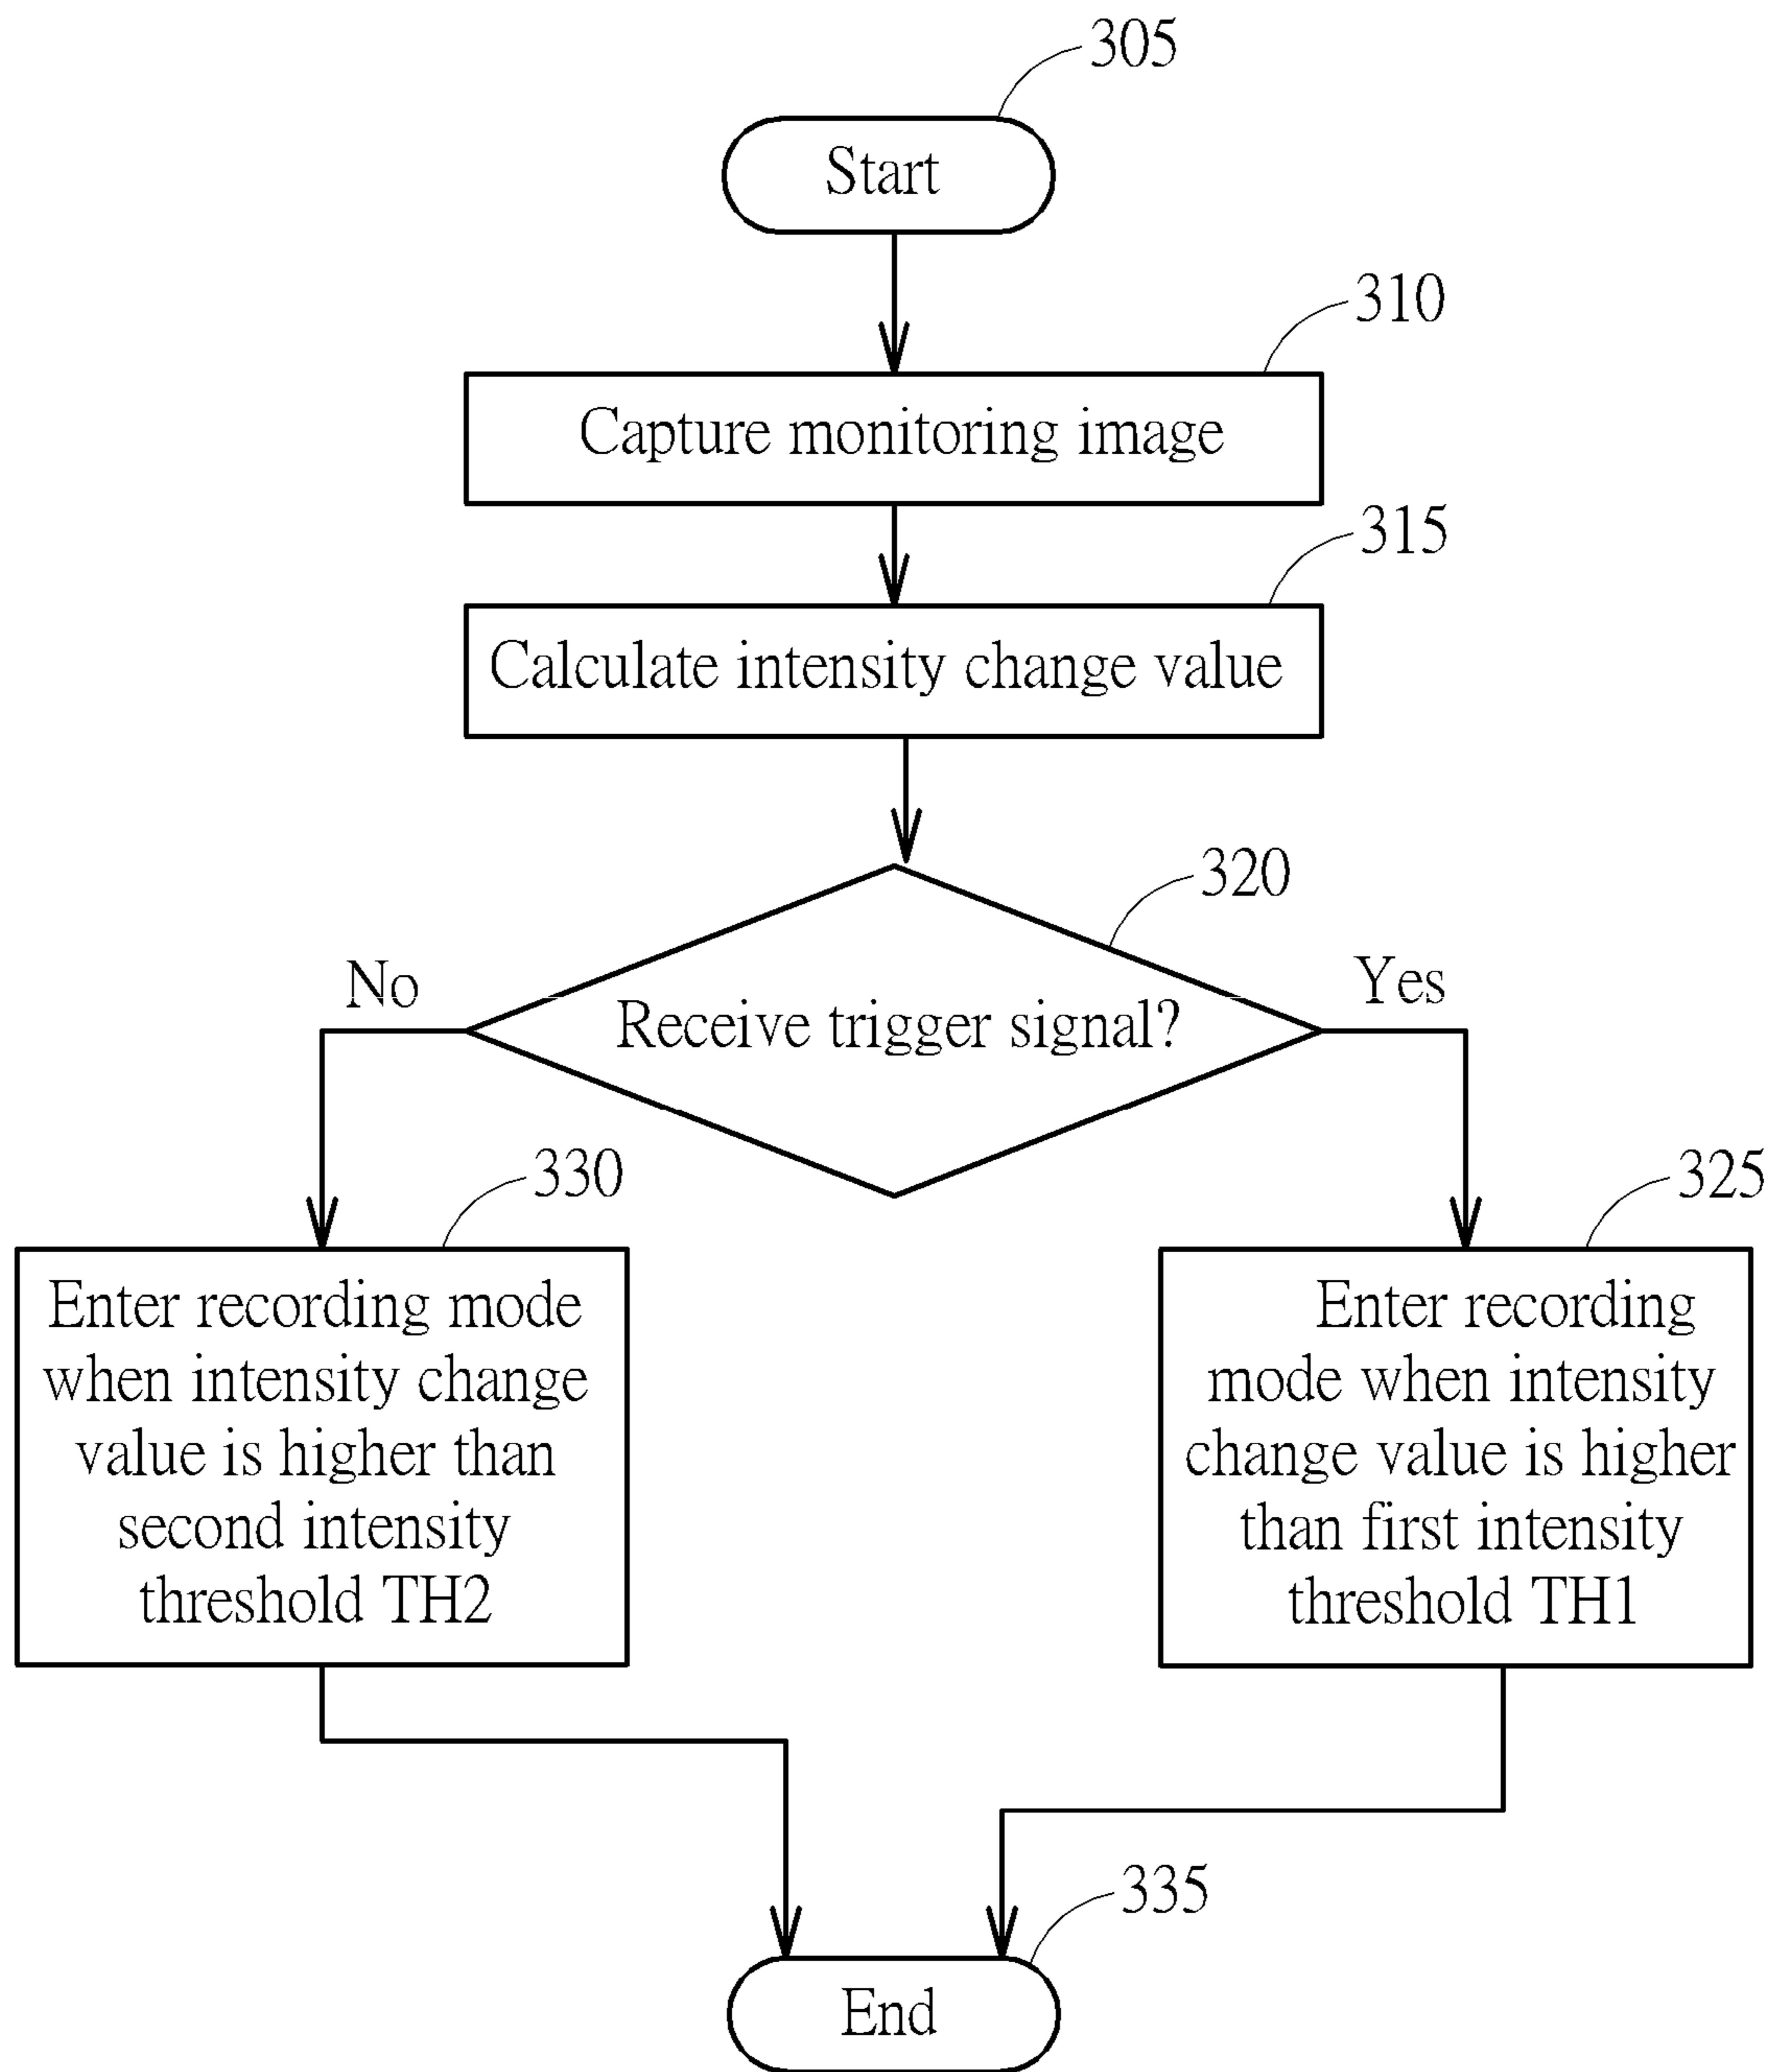 305
Start
310
Capture monitoring image
315
Calculate intensity change value
320
No
Yes
Receive trigger signal?
330
325
Enter recording mode
when intensity change
value is higher than
second intensity
threshold TH2
Enter recording
mode when intensity
change value is higher
than first intensity
threshold TH1
335
End